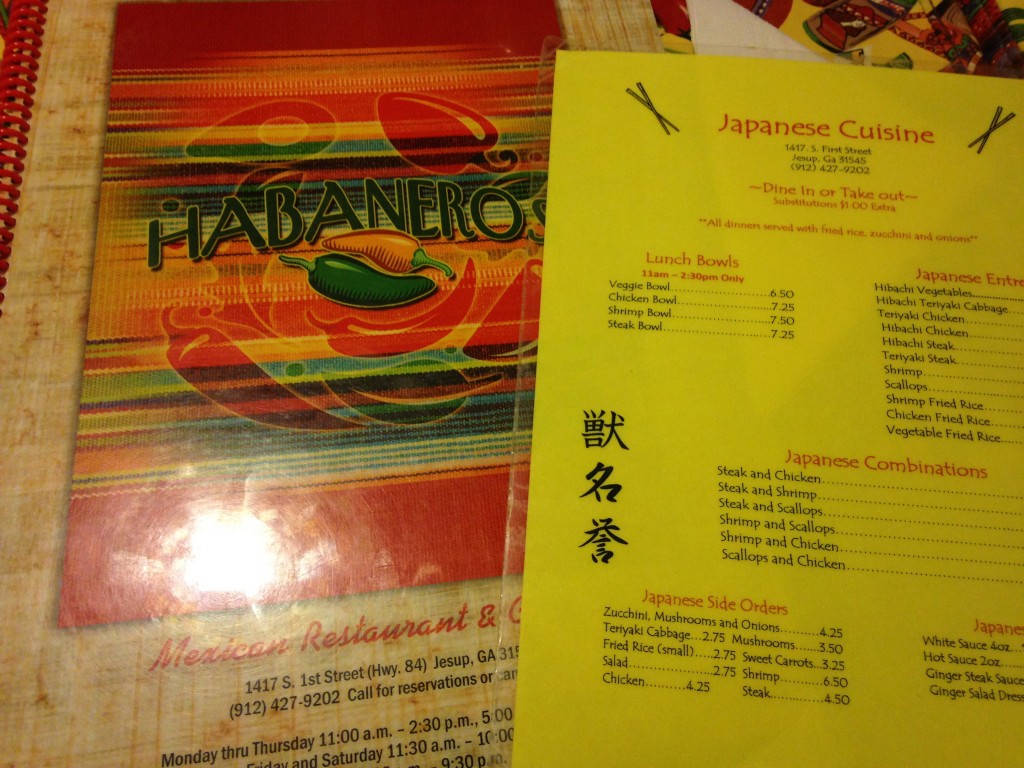 HABANERO'S
Mexican Restaurant &
1417 S. 1st Street (Hwy. 84) Jesup, GA
(912) 427-9202 Call for reservations or
Monday thru Thursday 11:00 a.m. – 2:30 p.m., 5:00
Friday and Saturday 11:30 a.m. –
9:30 p.m.
Japanese Cuisine
1417. S. First Street
Jesup, Ga 31545
(912) 427-9202
~Dine In or Take out~
Substitutions $1.00 Extra
**All dinners served with fried rice, zucchini and onions**
Lunch Bowls
11am – 2:30pm Only
Veggie Bowl..........................6.50
Chicken Bowl........................7.25
Shrimp Bowl.........................7.50
Steak Bowl...........................7.25
Japanese
Hibachi Vegetables
Hibachi Teriyaki Cabbage
Teriyaki Chicken
Hibachi Chicken
Hibachi Steak
Teriyaki Steak
Shrimp
Scallops
Shrimp Fried Rice
Chicken Fried Rice
Vegetable Fried Rice
獣
名
誉
Japanese Combinations
Steak and Chicken
Steak and Shrimp
Steak and Scallops
Shrimp and Scallops
Shrimp and Chicken
Scallops and Chicken
Japanese Side Orders
Zucchini, Mushrooms and Onions...........4.25
Teriyaki Cabbage...2.75 Mushrooms......3.50
Fried Rice (small).....2.75 Sweet Carrots..3.25
Salad....................2.75 Shrimp...........6.50
Chicken.........4.25 Steak.............4.50
White Sauce 4oz
Hot Sauce 2oz
Ginger Steak Sauce
Ginger Salad